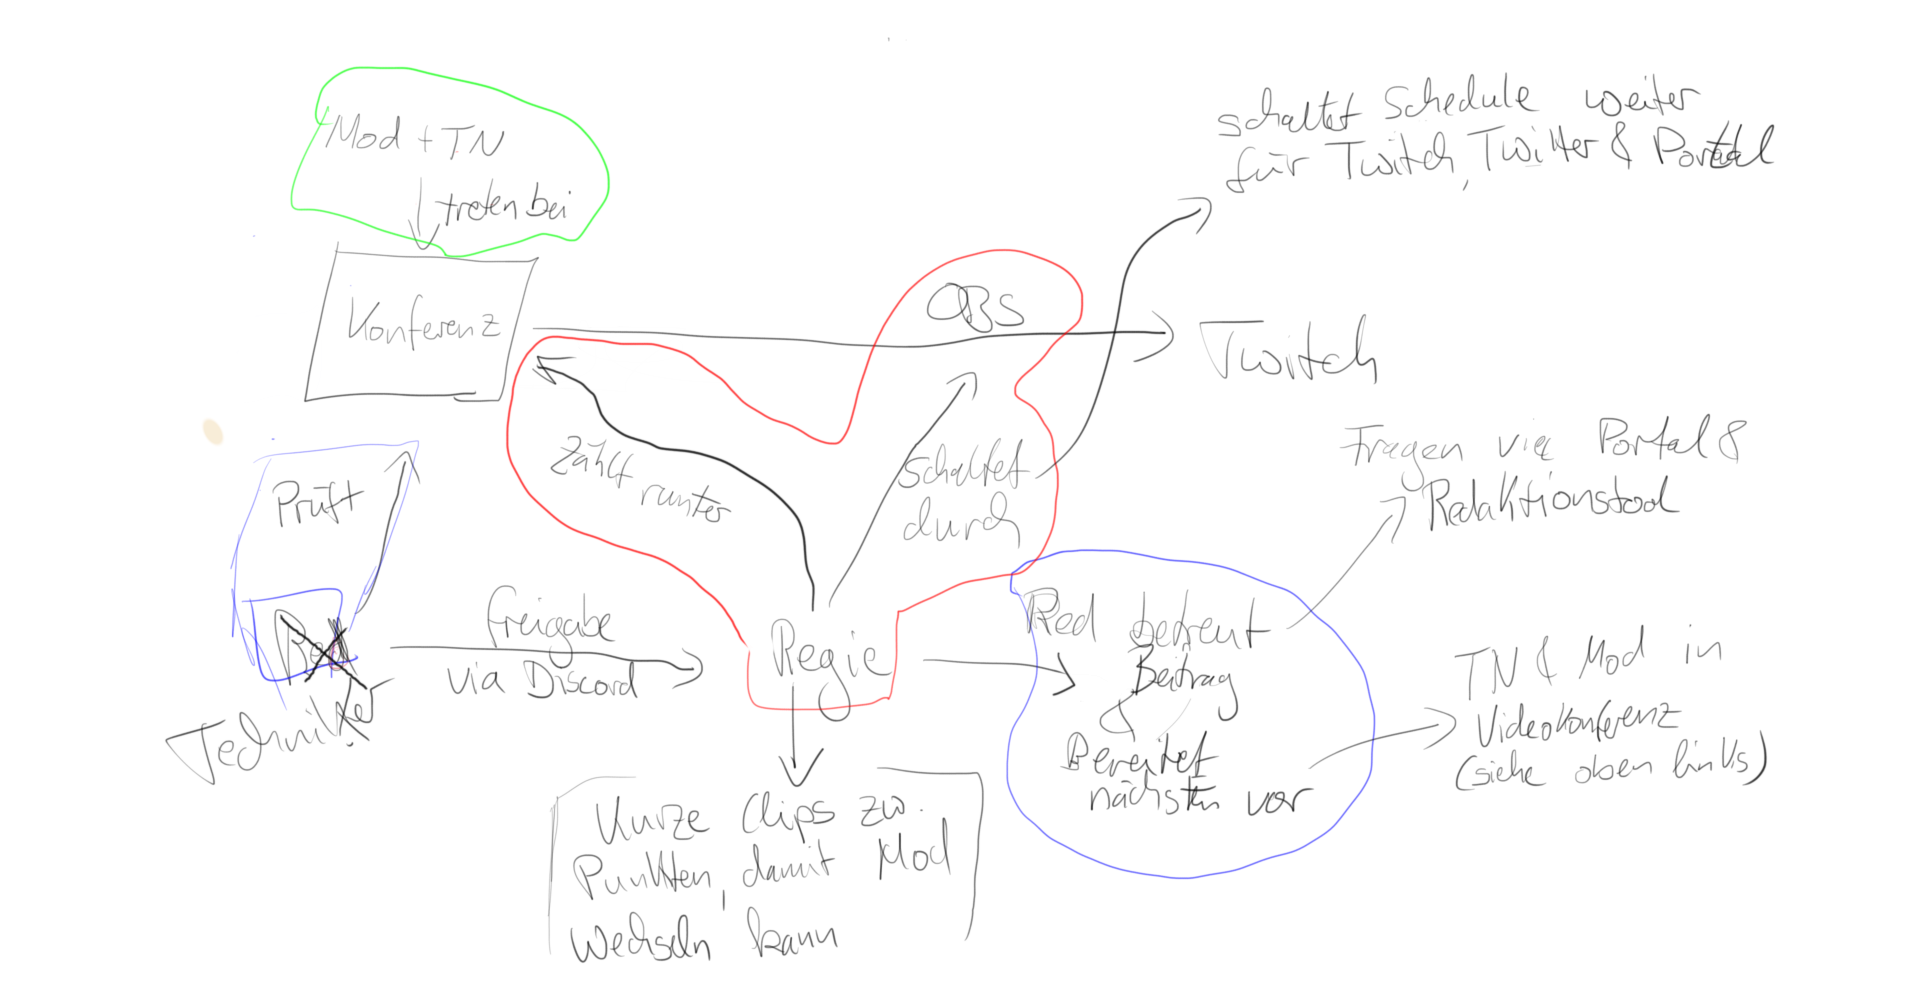 Mod + TN
treten bei
Konferenz
OBS
schaltet Schedule weiter
für Twitch, Twitter & Portal
Twitch
Zählt
runter
Schaltet
durch
Fragen via Portal &
Redaktionstool
Prüft
Red
Techniker
freigabe
via Discord
Regie
Red betreut
Beitrag
&
Bereitet
nächsten vor
TN & Mod in
Videokonferenz
(siehe oben links)
Kurze Clips zw.
Punkten, damit Mod
Wechseln kann